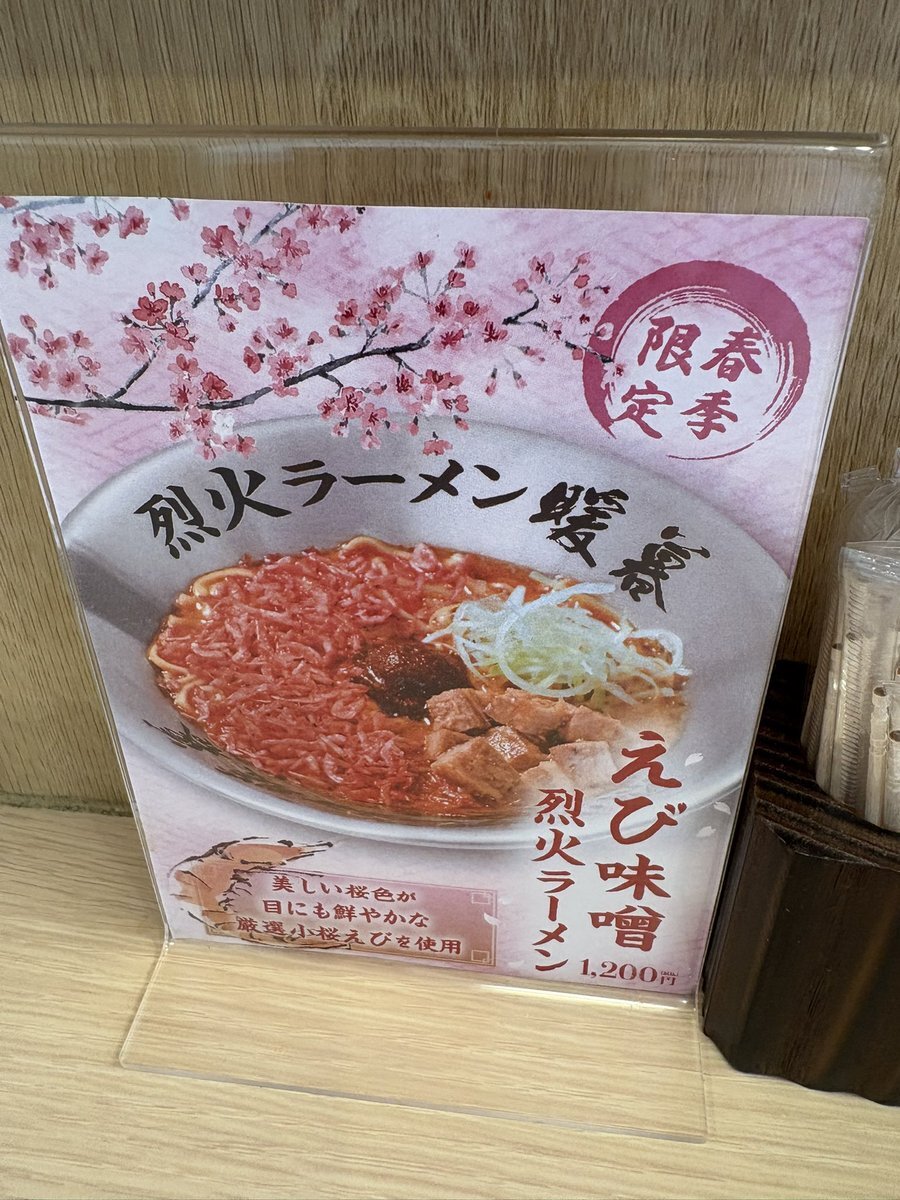 春季
限定
烈火ラーメン 暖暮
えび味噌
烈火ラーメン
1,200円
美しい桜色が
目にも鮮やかな
厳選小桜えびを使用